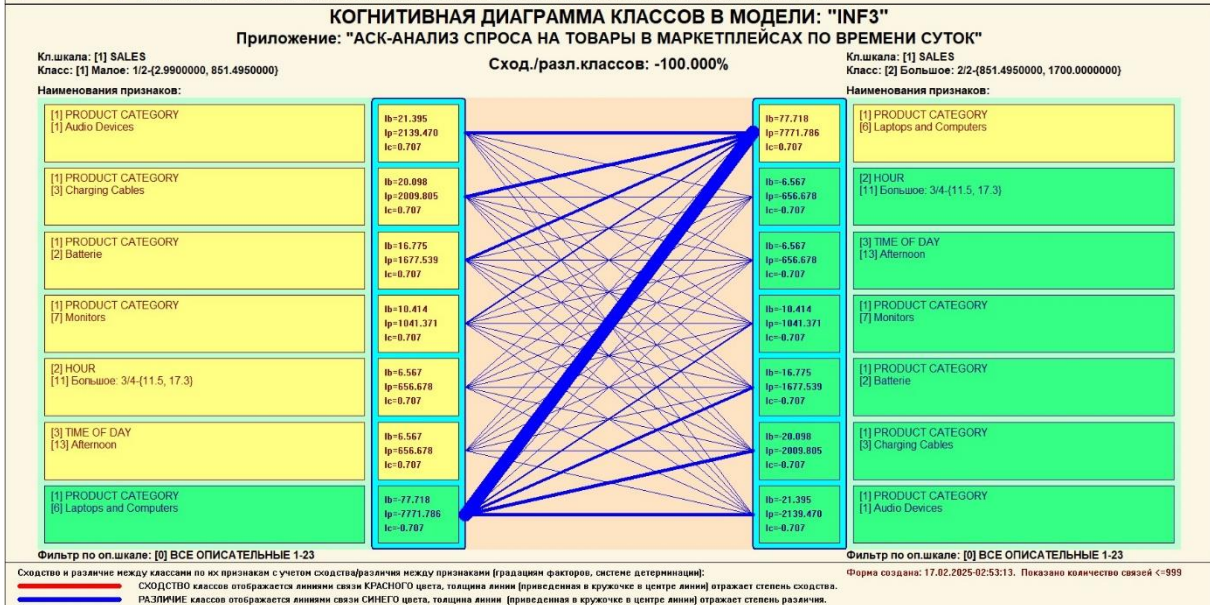 КОГНИТИВНАЯ ДИАГРАММА КЛАССОВ В МОДЕЛИ: "INF3"
Приложение: "АСК-АНАЛИЗ СПРОСА НА ТОВАРЫ В МАРКЕТПЛЕЙСАХ ПО ВРЕМЕНИ СУТОК"
Сход./разл.классов: -100.000%
Кл.шкала: [1] SALES
Класс: [1] Малое: 1/2-{2.9900000, 851.4950000}
Наименования признаков:
[1] PRODUCT CATEGORY
[1] Audio Devices
Ib=21.395
Ip=2139.470
Ic=0.707
[1] PRODUCT CATEGORY
[3] Charging Cables
Ib=20.098
Ip=2009.805
Ic=0.707
[1] PRODUCT CATEGORY
[2] Batterie
Ib=16.775
Ip=1677.539
Ic=0.707
[1] PRODUCT CATEGORY
[7] Monitors
Ib=10.414
Ip=1041.371
Ic=0.707
[2] HOUR
[11] Большое: 3/4-{11.5, 17.3}
Ib=6.567
Ip=656.678
Ic=0.707
[3] TIME OF DAY
[13] Afternoon
Ib=6.567
Ip=656.678
Ic=0.707
[1] PRODUCT CATEGORY
[6] Laptops and Computers
Ib=-77.718
Ip=-7771.786
Ic=-0.707
Фильтр по оп.шкале: [0] ВСЕ ОПИСАТЕЛЬНЫЕ 1-23
Кл.шкала: [1] SALES
Класс: [2] Большое: 2/2-{851.4950000, 1700.0000000}
Наименования признаков:
Ib=77.718
Ip=7771.786
Ic=0.707
[1] PRODUCT CATEGORY
[6] Laptops and Computers
Ib=-6.567
Ip=-656.678
Ic=-0.707
[2] HOUR
[11] Большое: 3/4-{11.5, 17.3}
Ib=-6.567
Ip=-656.678
Ic=-0.707
[3] TIME OF DAY
[13] Afternoon
Ib=-10.414
Ip=-1041.371
Ic=-0.707
[1] PRODUCT CATEGORY
[7] Monitors
Ib=-16.775
Ip=-1677.539
Ic=-0.707
[1] PRODUCT CATEGORY
[2] Batterie
Ib=-20.098
Ip=-2009.805
Ic=-0.707
[1] PRODUCT CATEGORY
[3] Charging Cables
Ib=-21.395
Ip=-2139.470
Ic=-0.707
[1] PRODUCT CATEGORY
[1] Audio Devices
Фильтр по оп.шкале: [0] ВСЕ ОПИСАТЕЛЬНЫЕ 1-23
Сходство и различие между классами по их признакам с учетом сходства/различия между признаками (градациям факторов, системе детерминации):
Форма создана: 17.02.2025-02:53:13. Показано количество связей <=999
СХОДСТВО классов отображается линиями связи КРАСНОГО цвета, толщина линии (приведенная в кружочке в центре линии) отражает степень сходства.
РАЗЛИЧИЕ классов отображается линиями связи СИНЕГО цвета, толщина линии (приведенная в кружочке в центре линии) отражает степень различия.